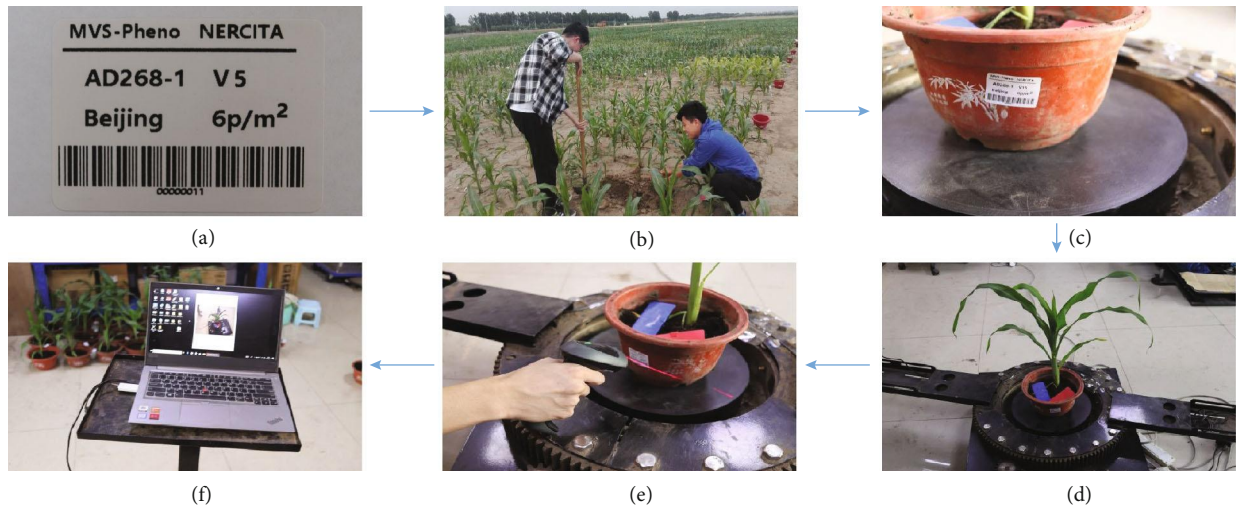 MVS-Pheno NERCITA
AD268-1 V5
Beijing 6p/m²
00000011
(a)
(b)
(c)
(f)
(e)
(d)